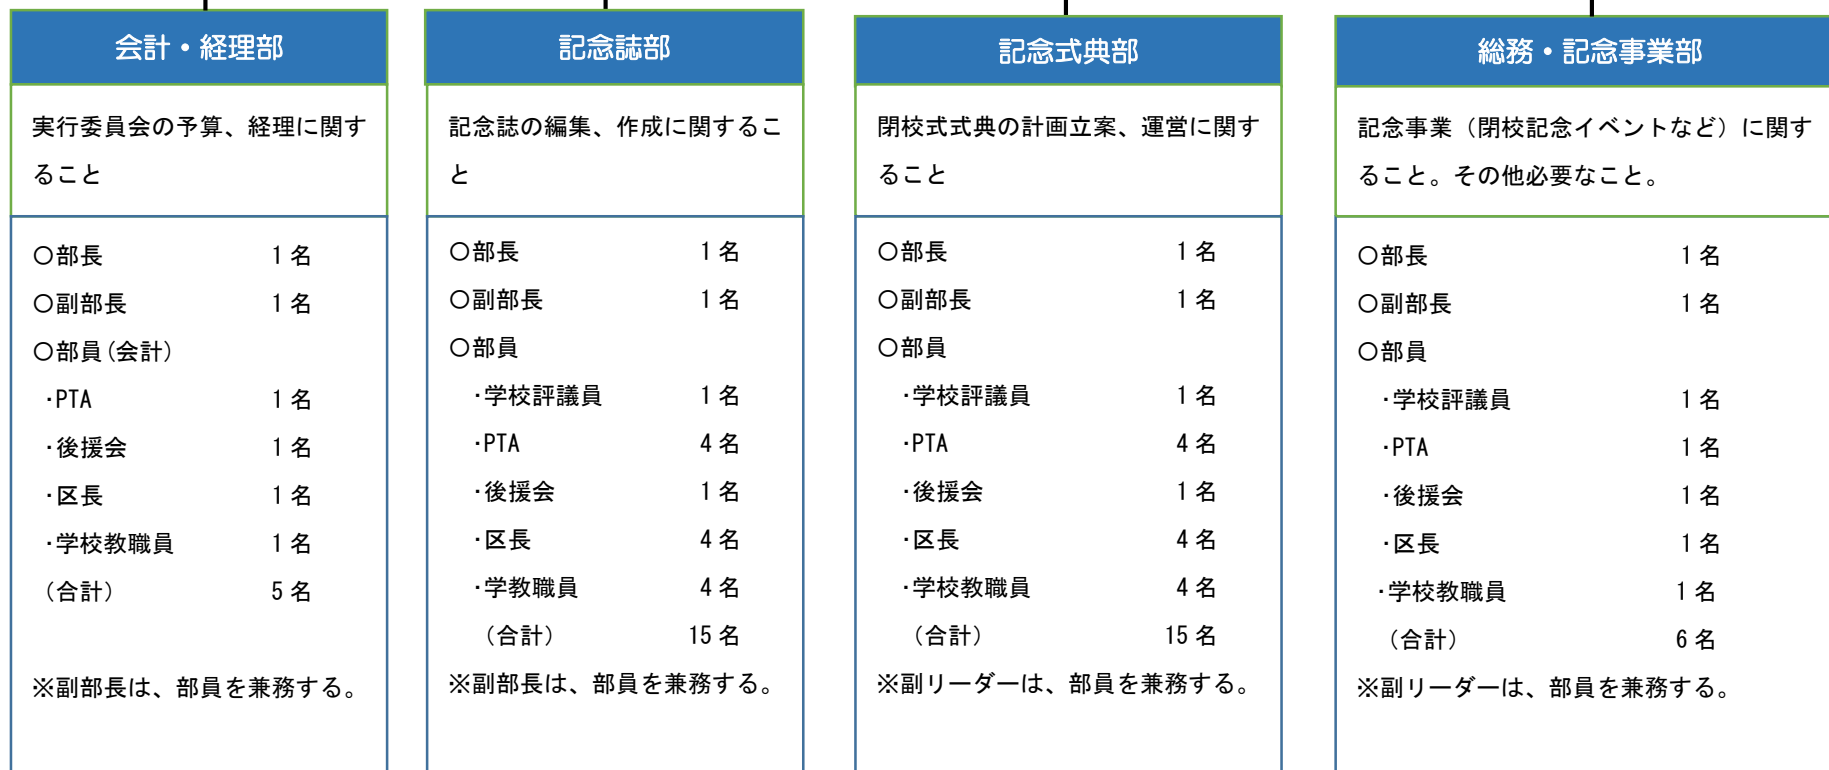 会計・経理部
実行委員会の予算、経理に関す
ること
〇部長 1名
〇副部長 1名
〇部員(会計)
・PTA 1名
・後援会 1名
・区長 1名
・学校教職員 1名
（合計） 5名
※副部長は、部員を兼務する。
記念誌部
記念誌の編集、作成に関するこ
と
〇部長 1名
〇副部長 1名
〇部員
・学校評議員 1名
・PTA 4名
・後援会 1名
・区長 4名
・学教職員 4名
（合計） 15名
※副部長は、部員を兼務する。
記念式典部
閉校式式典の計画立案、運営に関す
ること
〇部長 1名
〇副部長 1名
〇部員
・学校評議員 1名
・PTA 4名
・後援会 1名
・区長 4名
・学校教職員 4名
（合計） 15名
※副リーダーは、部員を兼務する。
総務・記念事業部
記念事業（閉校記念イベントなど）に関す
ること。その他必要なこと。
〇部長 1名
〇副部長 1名
〇部員
・学校評議員 1名
・PTA 1名
・後援会 1名
・区長 1名
・学校教職員 1名
（合計） 6名
※副リーダーは、部員を兼務する。